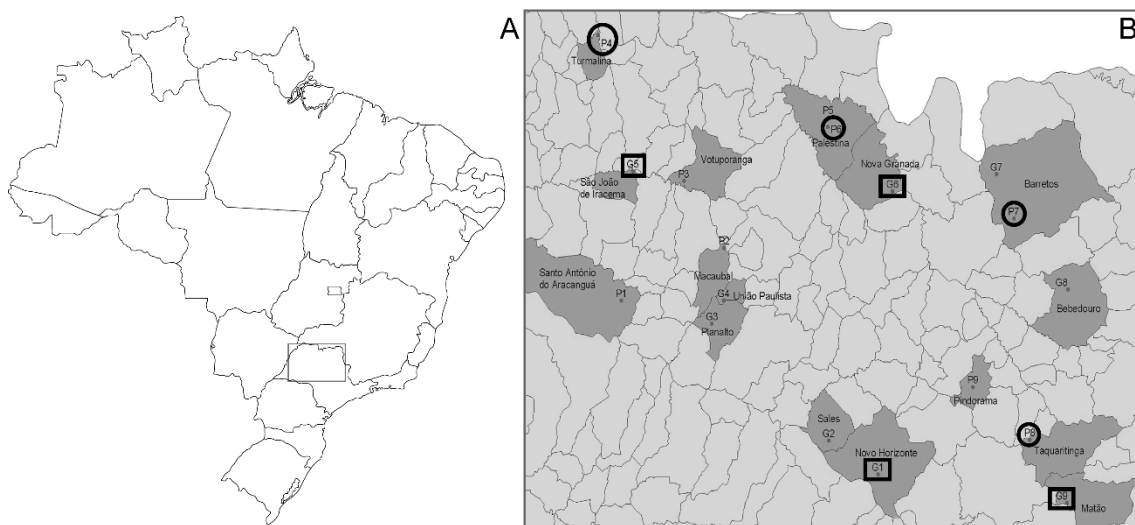 A
B
P4
Turmalina
P5
P6
Palestina
G5
Votuporanga
P3
São João
de Iracema
Nova Granada
G6
G7
Barretos
P7
P2
Santo Antônio
do Aracanguá
P1
Macaubal
G4
União Paulista
G3
Planalto
G8
Bebedouro
P9
Pindorama
Sales
G2
Novo Horizonte
G1
P8
Taquaritinga
G9
Matão